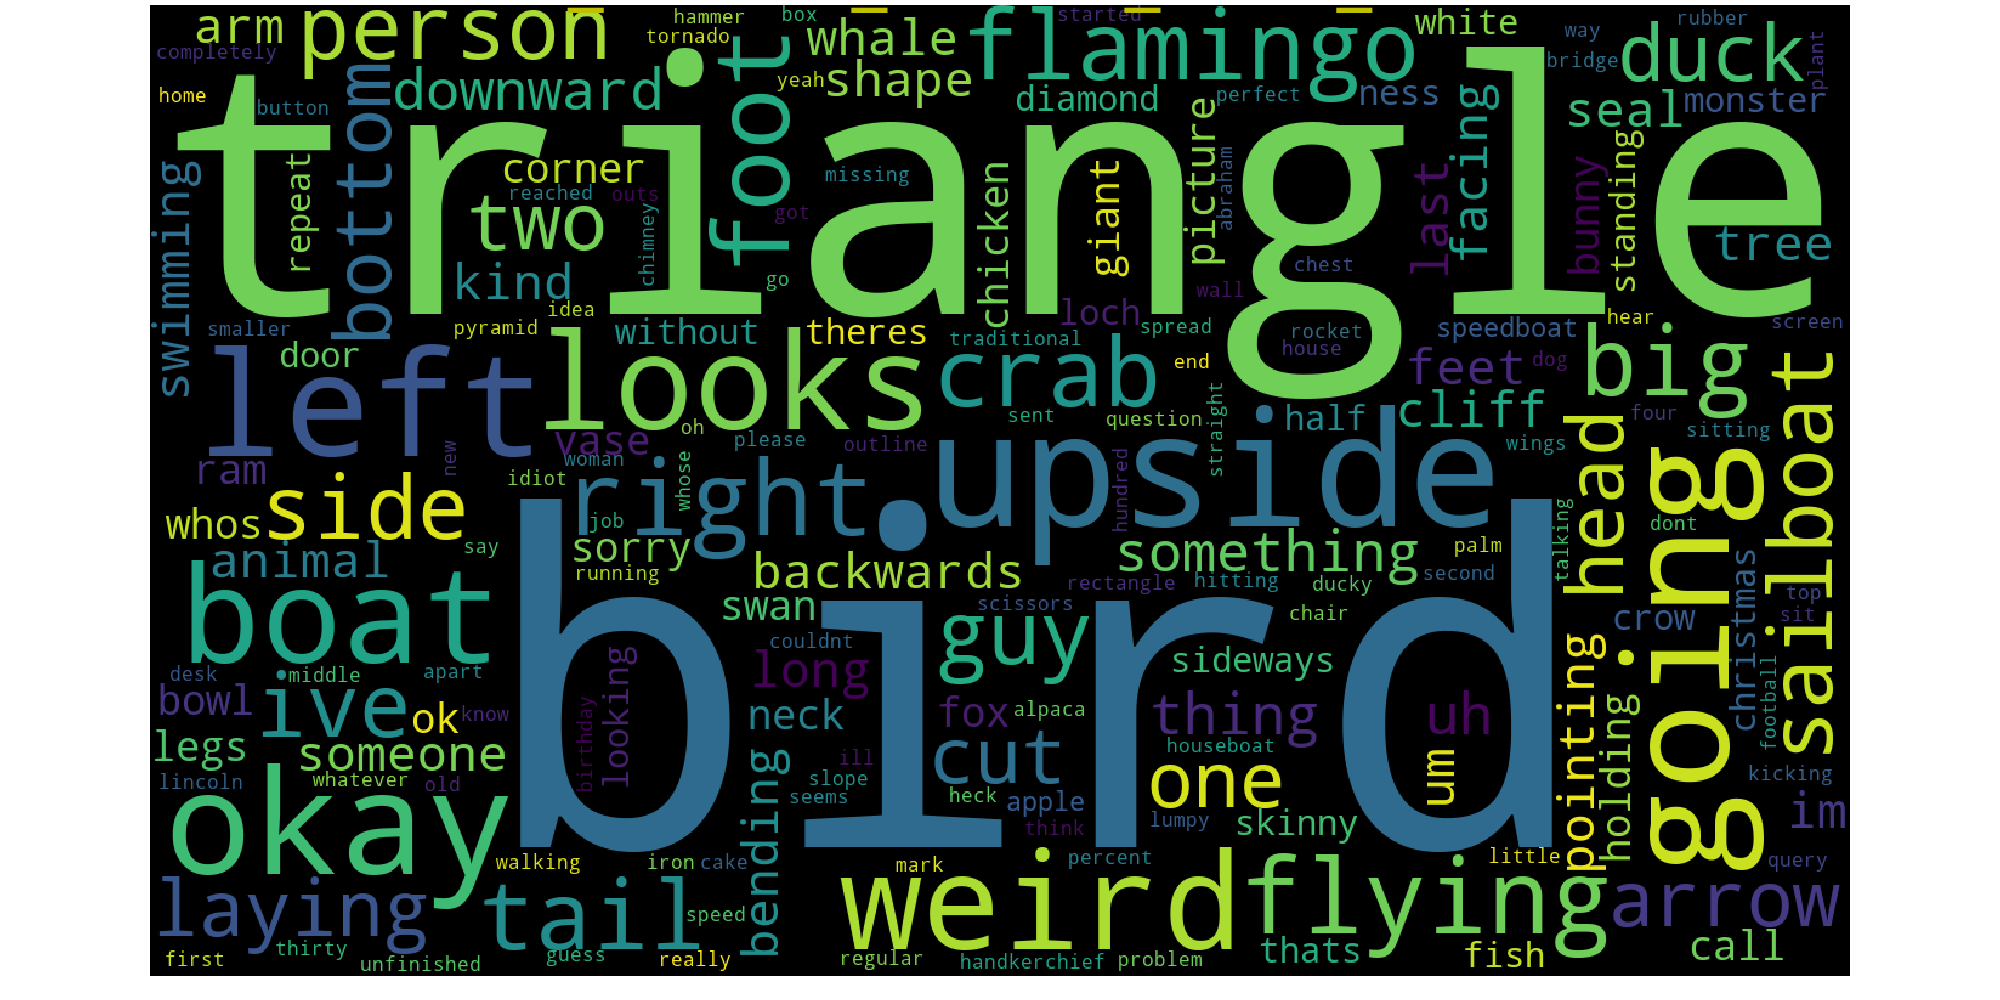 arm
person
hammer
tornado
box
whale
started
flamingo
white
way
rubber
duck
completely
downward
foot
yeah
shape
diamond
perfect
ness
bridge
seal
monster
plant
home
button
bottom
triangle
picture
facing
corner
swimming
repeat
reached
outs
two
missing
got
chicken
giant
abraham
last
bunny
standing
tree
kind
chimney
go
chest
idea
loch
wall
smaller
pyramid
without
theres
spread
rocket
speedboat
hear
screen
door
looks
traditional
crab
house
left
end
feet
dog
big
sailboat
sent
question
straight
half
cliff
four
sitting
vase
oh
please
outline
upside
wings
head
going
ram
new
woman
idiot
whose
right
hundred
whos
side
job
something
palm
dont
say
sorry
talking
animal
running
backwards
rectangle
hitting
ducky
second
boat
bird
swan
scissors
chair
crow
christmas
top
sit
couldnt
guy
sideways
desk
middle
apart
long
pointing
bowl
ive
ok
know
birthday
looking
neck
fox
alpaca
thing
uh
holding
football
legs
someone
ill
houseboat
lincoln
whatever
old
slope
seems
cut
heck
apple
one
um
kicking
okay
bending
think
lumpy
skinny
im
walking
iron
cake
mark
percent
little
query
laying
tail
speed
weird
flying
arrow
first
thirty
unfinished
guess
really
regular
handkerchief
problem
thats
fish
call